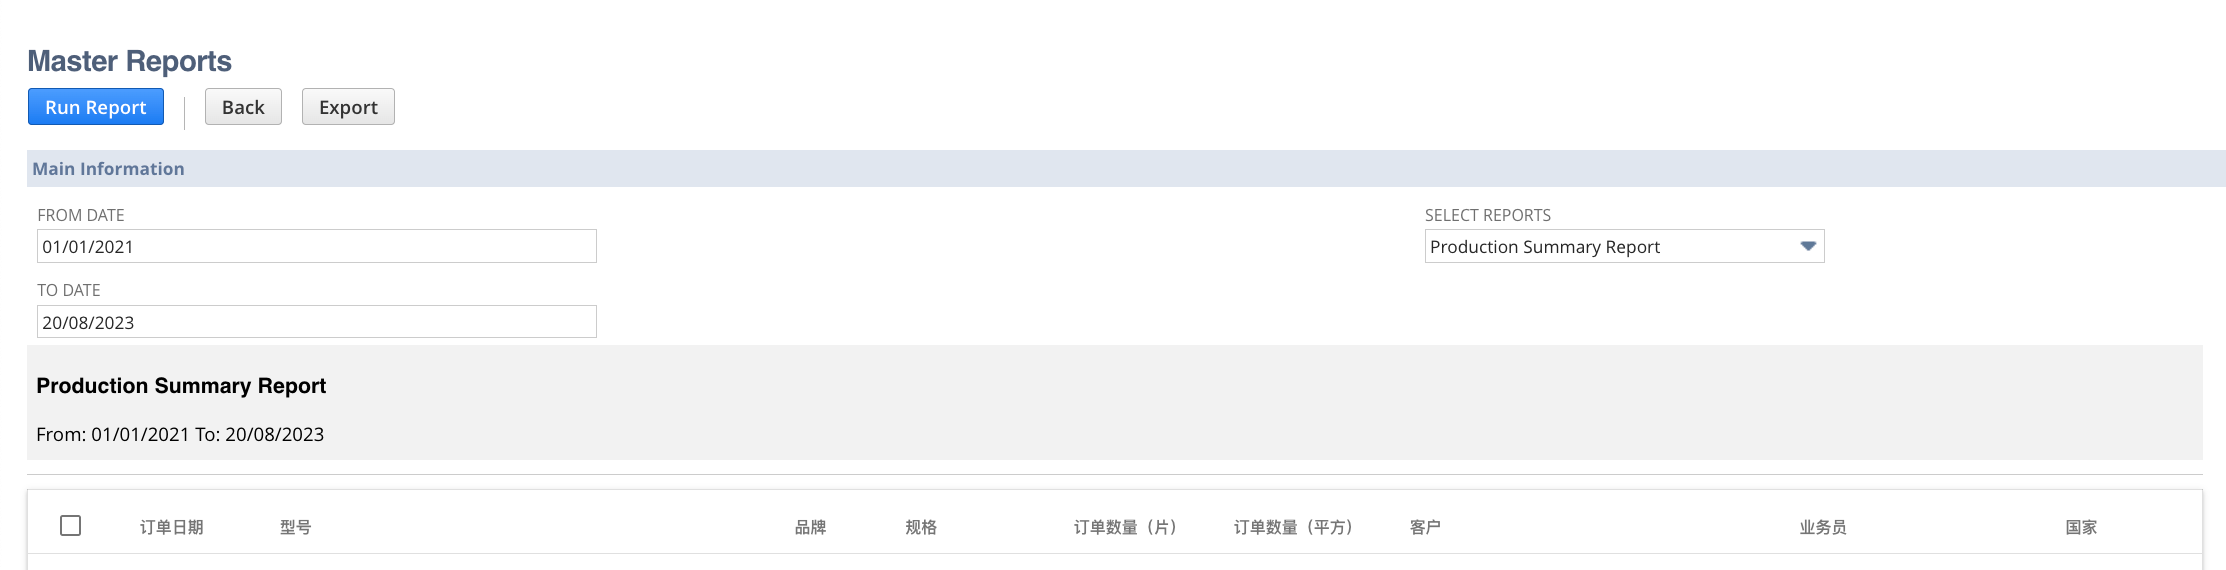 Master Reports
Run Report Back Export
Main Information
FROM DATE SELECT REPORTS
01/01/2021 Production Summary Report
TO DATE
20/08/2023
Production Summary Report
From: 01/01/2021 To: 20/08/2023
订单日期 型号 品牌 规格 订单数量（片） 订单数量（平方） 客户 业务员 国家